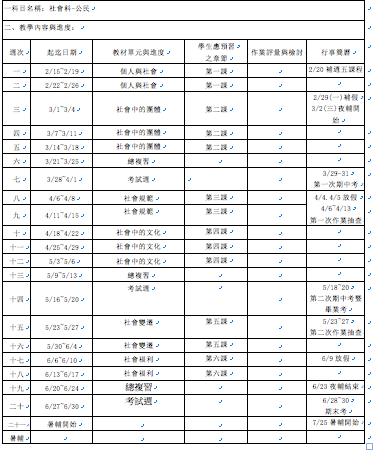 一科目名稱：社會科-公民
二、教學內容與進度：
週次 起迄日期 教材單元與進度 學生應預習之章節 作業評量與檢討 行事簡曆
一 2/16~2/19 個人與社會 第一課 2/20 補週五課程
二 2/22~2/26 個人與社會 第一課
三 3/1~3/4 社會中的團體 第二課 2/29(一)補假
3/2(三)夜輔開始
四 3/7~3/11 社會中的團體 第二課
五 3/14~3/18 社會中的團體 第二課
六 3/21~3/25 總複習
七 3/28~4/1 考試週 3/29-31
第一次期中考
八 4/6~4/8 社會規範 第三課 4/4.4/5 放假
九 4/11~4/15 社會規範 第三課 4/6~4/13
第一次作業抽查
十 4/18~4/22 社會中的文化 第四課
十一 4/25~4/29 社會中的文化 第四課
十二 5/3~5/6 社會中的文化 第四課
十三 5/9~5/13 總複習
十四 5/16~5/20 考試週 5/18~20
第二次期中考暨畢業考
十五 5/23~5/27 社會變遷 第五課 5/23~27
第二次作業抽查
十六 5/30~6/4 社會變遷 第五課
十七 6/6~6/10 社會福利 第六課 6/9 放假
十八 6/13~6/17 社會福利 第六課
十九 6/20~6/24 總複習 6/23 夜輔結束
二十 6/27~6/30 考試週 6/28~30
期末考
二十一 暑輔開始 7/25 暑輔開始
暑輔